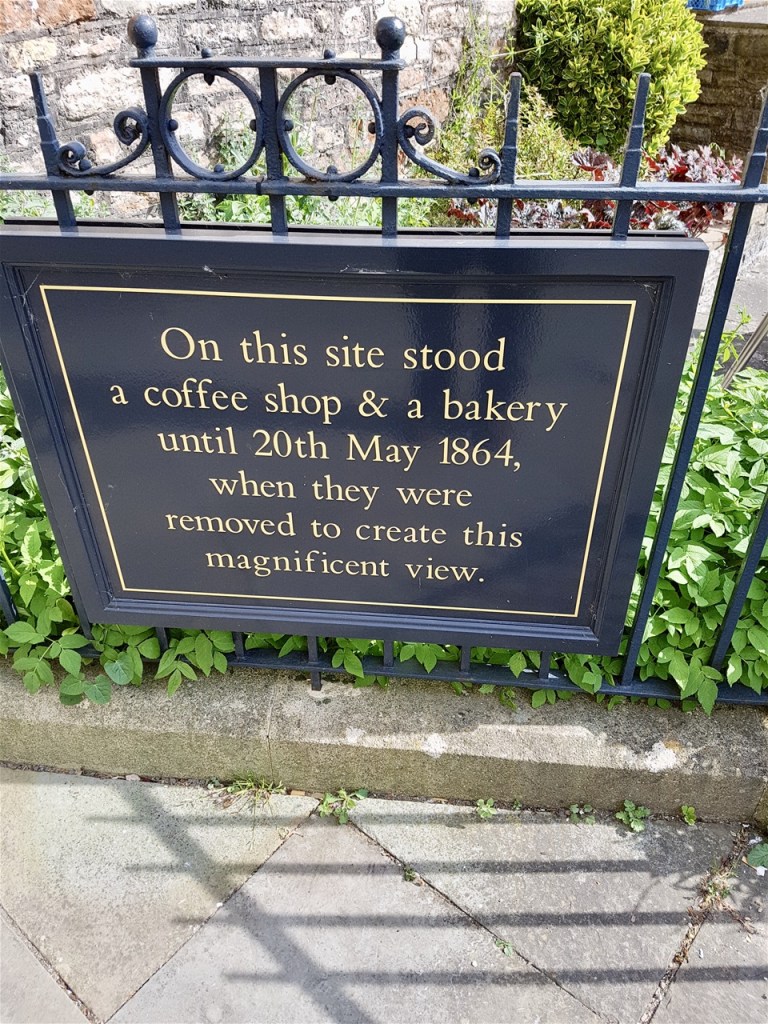 On this site stood
a coffee shop & a bakery
until 20th May 1864,
when they were
removed to create this
magnificent view.